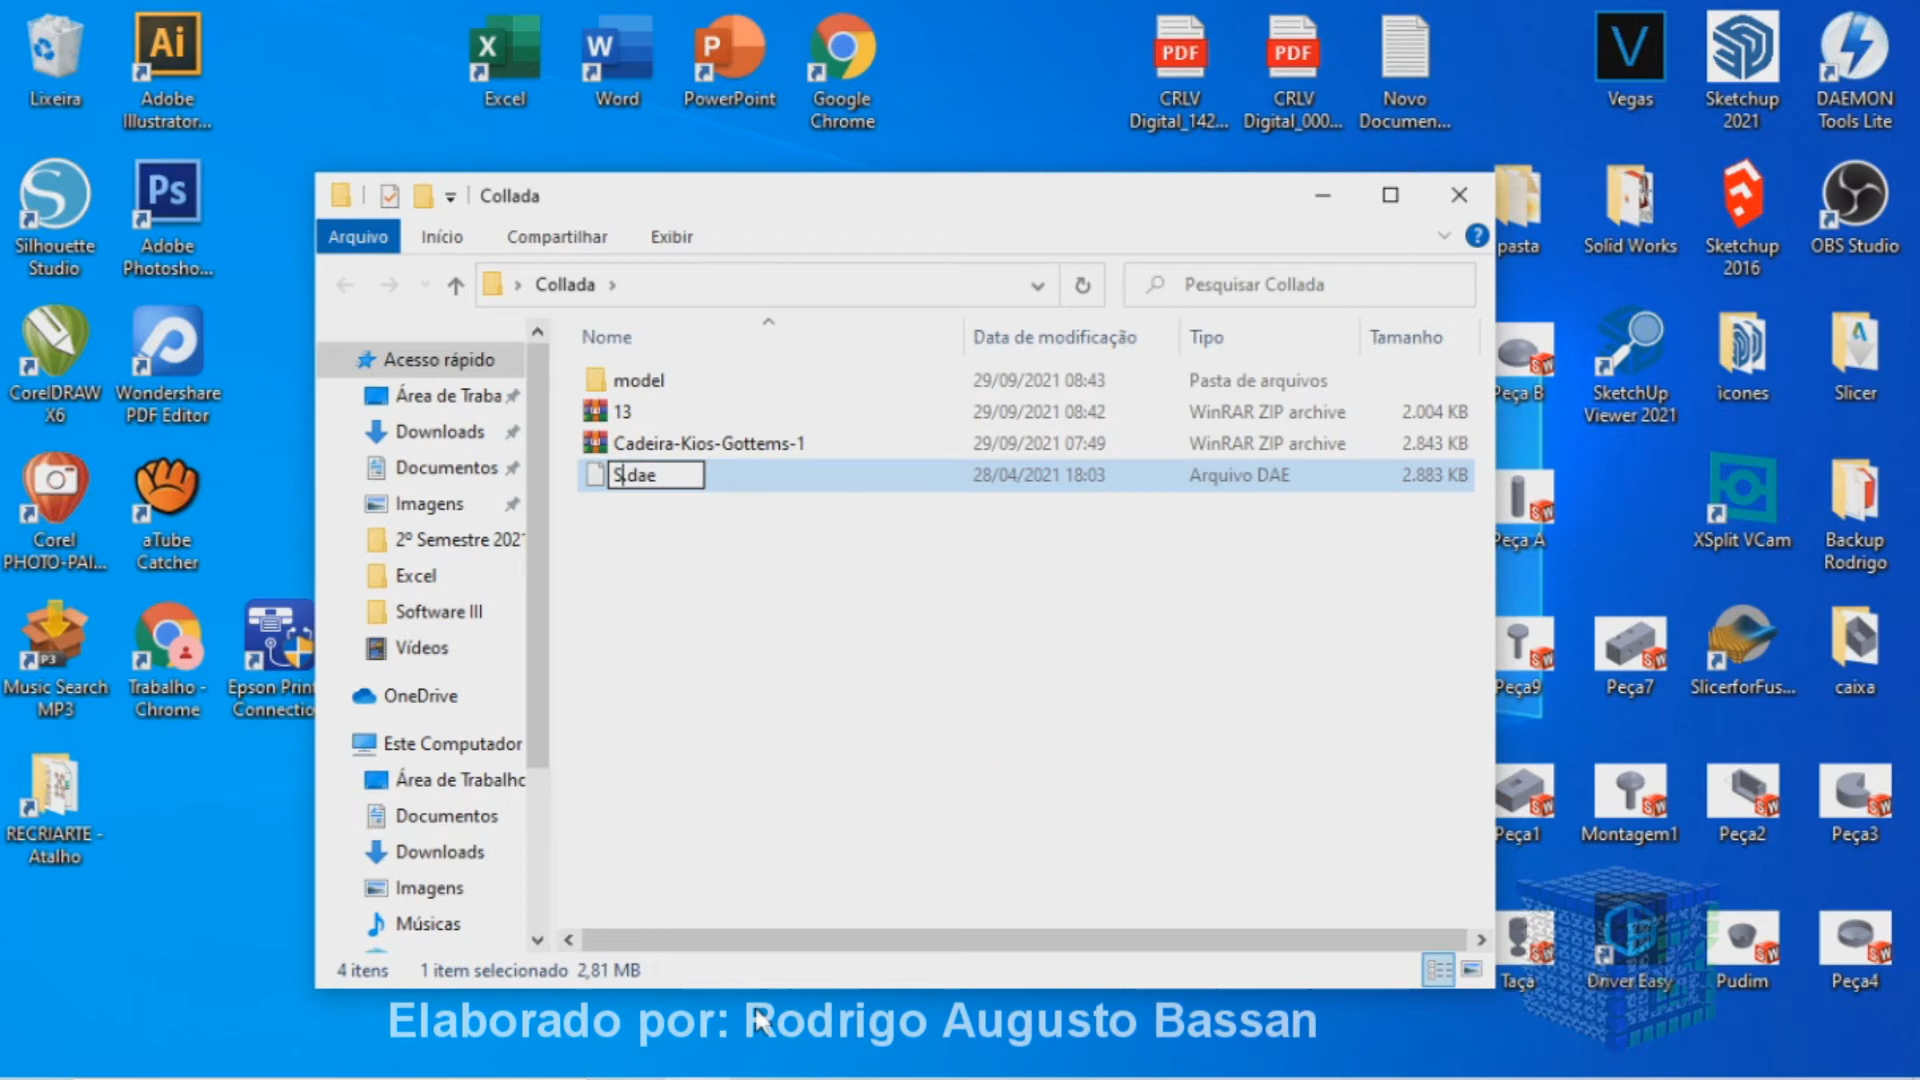 Lixeira
Adobe
Illustrator...
Excel
Word
PowerPoint
Google
Chrome
CRLV
Digital_142...
CRLV
Digital_000...
Novo
Documen...
Vegas
Sketchup
2021
DAEMON
Tools Lite
Silhouette
Studio
Adobe
Photosho...
pasta
Solid Works
Sketchup
2016
OBS Studio
CorelDRAW
X6
Wondershare
PDF Editor
Peça B
SketchUp
Viewer 2021
ícones
Slicer
Corel
PHOTO-PAI...
aTube
Catcher
Peça A
XSplit VCam
Backup
Rodrigo
Music Search
MP3
Trabalho -
Chrome
Epson Prin
Connectio
Peça9
Peça7
SlicerforFus...
caixa
RECRIARTE -
Atalho
Peça1
Montagem1
Peça2
Peça3
Taça
Driver Easy
Pudim
Peça4
Collada
Arquivo Início Compartilhar Exibir
Collada
Pesquisar Collada
Nome Data de modificação Tipo Tamanho
model 29/09/2021 08:43 Pasta de arquivos
13 29/09/2021 08:42 WinRAR ZIP archive 2.004 KB
Cadeira-Kios-Gottems-1 29/09/2021 07:49 WinRAR ZIP archive 2.843 KB
S.dae 28/04/2021 18:03 Arquivo DAE 2.883 KB
Acesso rápido
Área de Traba
Downloads
Documentos
Imagens
2º Semestre 2021
Excel
Software III
Vídeos
OneDrive
Este Computador
Área de Trabalho
Documentos
Downloads
Imagens
Músicas
4 itens 1 item selecionado 2,81 MB
Elaborado por: Rodrigo Augusto Bassan